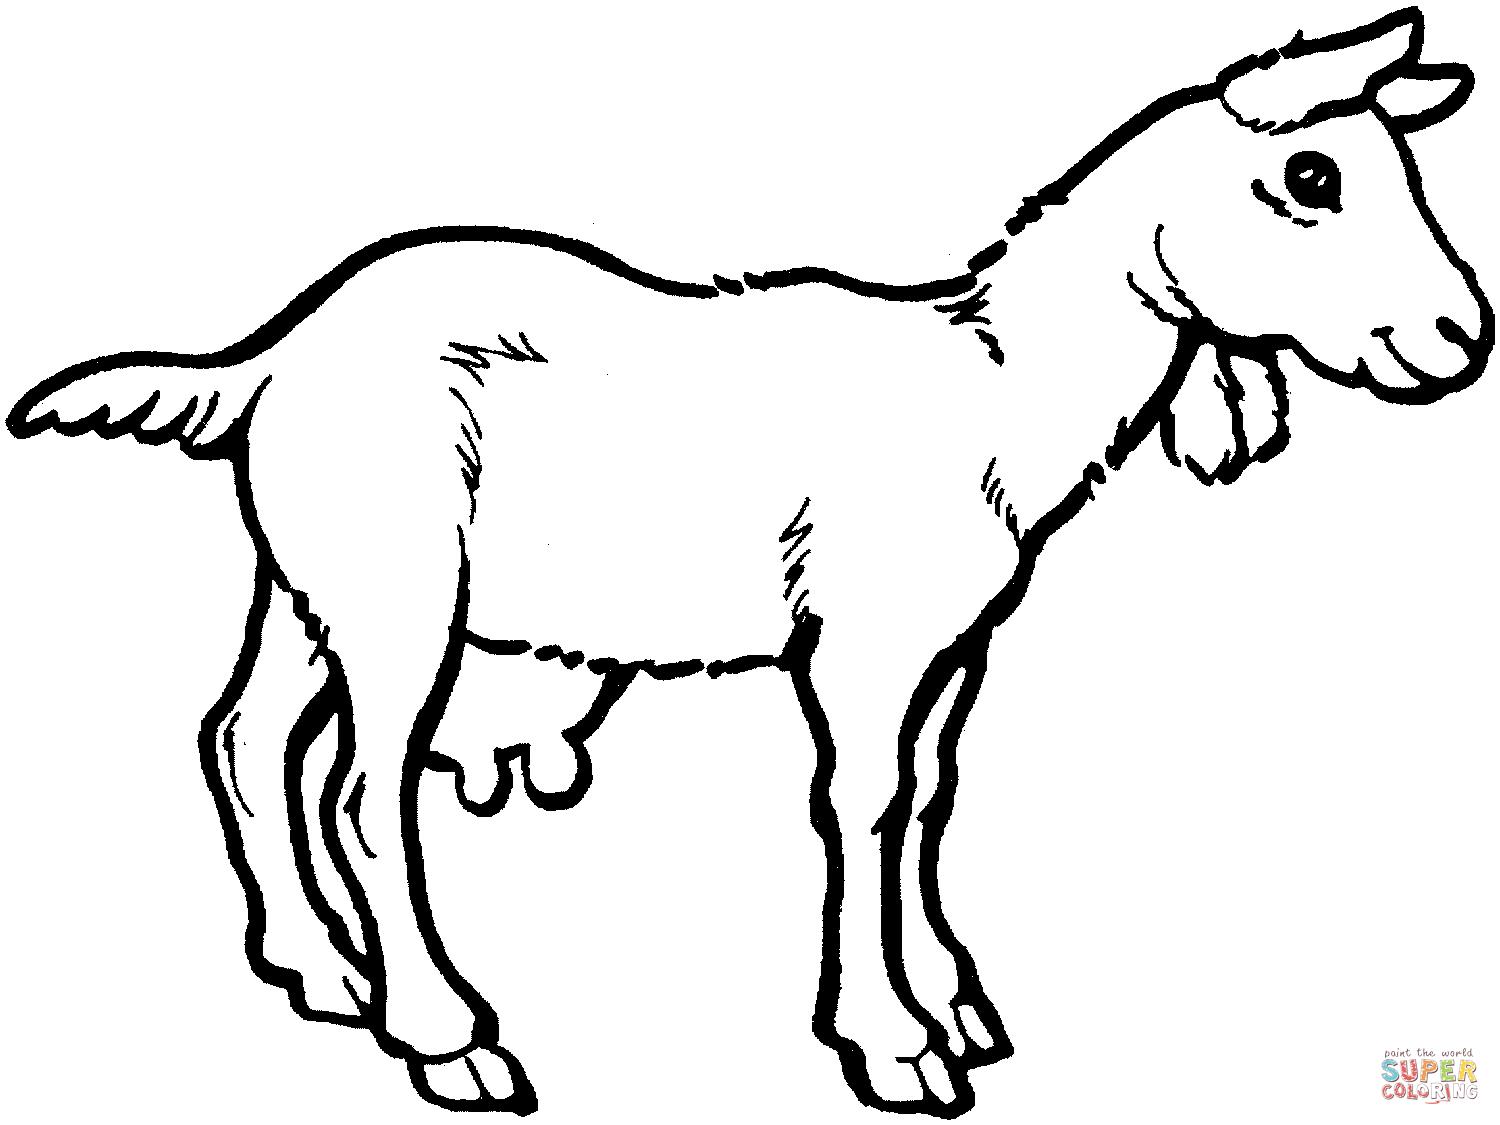 paint the world
SUPER
COLORING